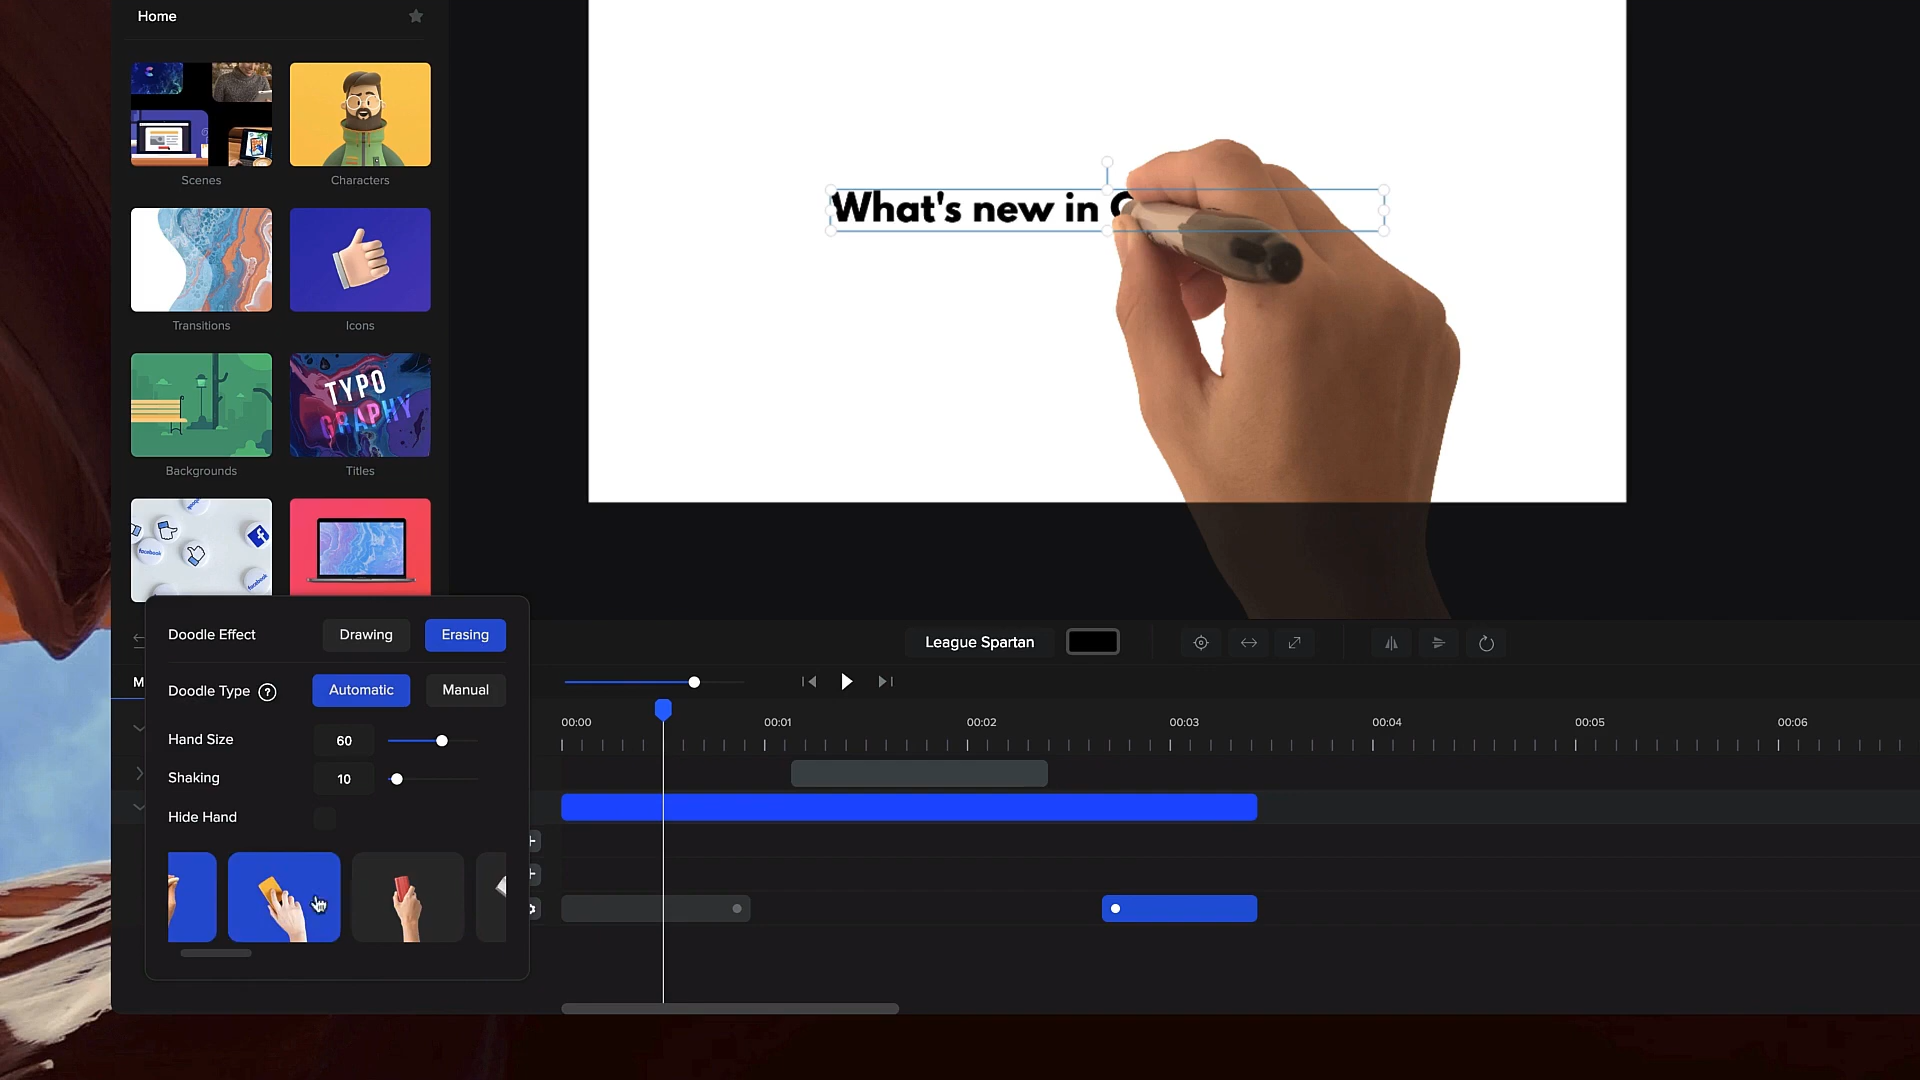 Home
Scenes
Characters
Transitions
Icons
TYPO
GRAPHY
Backgrounds
Titles
facebook
facebook
What's new in
Doodle Effect
Drawing
Erasing
Doodle Type
?
Automatic
Manual
Hand Size
60
Shaking
10
Hide Hand
League Spartan
M
00:00
00:01
00:02
00:03
00:04
00:05
00:06